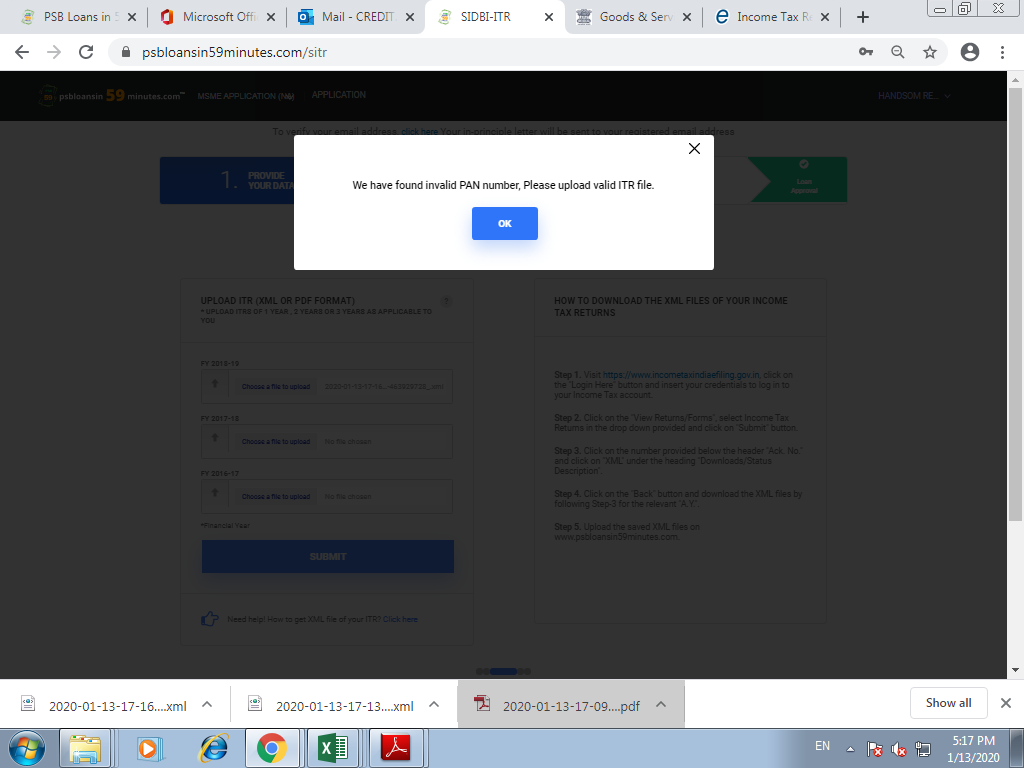 PSB Loans in 5
Microsoft Offi
Mail - CREDIT
SIDBI-ITR
Goods & Serv
Income Tax R
psbloansin59minutes.com/sitr
psbloansin 59 minutes.com
MSME APPLICATION
APPLICATION
HANDSOM RE...
To verify your email address click here Your in-principle letter will be sent to your registered email address
1. PROVIDE
YOUR DATA
Loan
Approval
We have found invalid PAN number, Please upload valid ITR file.
OK
UPLOAD ITR (XML OR PDF FORMAT)
* UPLOAD ITRS OF 1 YEAR , 2 YEARS OR 3 YEARS AS APPLICABLE TO
YOU
FY 2018-19
Choose a file to upload
FY 2017-18
Choose a file to upload No file chosen
FY 2016-17
Choose a file to upload No file chosen
*Financial Year
SUBMIT
Need help! How to get XML file of your ITR? Click here
HOW TO DOWNLOAD THE XML FILES OF YOUR INCOME
TAX RETURNS
Step 1. Visit https://www.incometaxindiaefiling.gov.in, click on
the "Login Here" button and insert your credentials to log in to
your Income Tax account.
Step 2. Click on the "View Returns/Forms", select Income Tax
Returns in the drop down provided and click on "Submit" button.
Step 3. Click on the number provided below the header "Ack. No."
and click on "XML" under the heading "Downloads/Status
Description".
Step 4. Click on the "Back" button and download the XML files by
following Step-3 for the relevant "A.Y".
Step 5. Upload the saved XML files on
www.psbloansin59minutes.com.
2020-01-13-17-16....xml
2020-01-13-17-13....xml
2020-01-13-17-09....pdf
Show all
EN
5:17 PM
1/13/2020